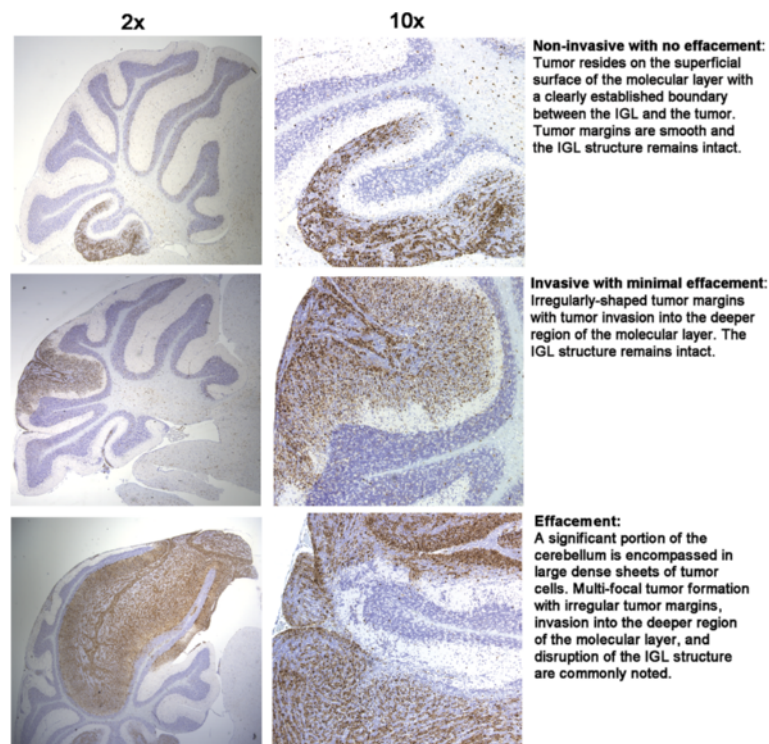 2x
10x
Non-invasive with no effacement:
Tumor resides on the superficial
surface of the molecular layer with
a clearly established boundary
between the IGL and the tumor.
Tumor margins are smooth and
the IGL structure remains intact.
Invasive with minimal effacement:
Irregularly-shaped tumor margins
with tumor invasion into the deeper
region of the molecular layer. The
IGL structure remains intact.
Effacement:
A significant portion of the
cerebellum is encompassed in
large dense sheets of tumor
cells. Multi-focal tumor formation
with irregular tumor margins,
invasion into the deeper region
of the molecular layer, and
disruption of the IGL structure
are commonly noted.